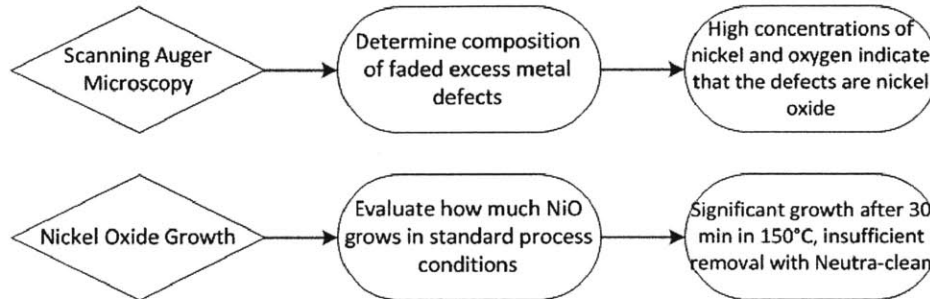 Scanning Auger
Microscopy
Determine composition
of faded excess metal
defects
High concentrations of
nickel and oxygen indicate
that the defects are nickel
oxide
Nickel Oxide Growth
Evaluate how much NiO
grows in standard process
conditions
Significant growth after 30
min in 150°C, insufficient
removal with Neutra-clean